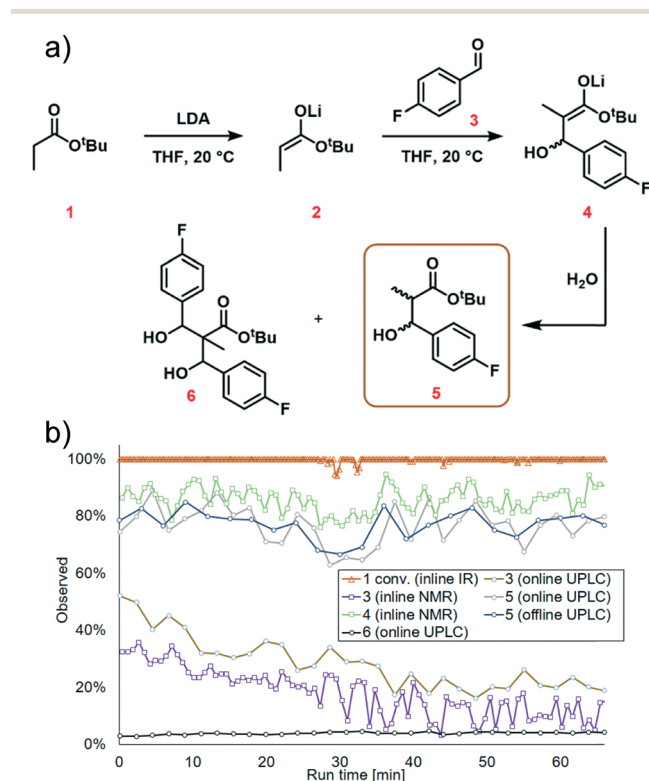 a)
O
O
tBu
1
LDA
THF, 20 °C
OLi
O
tBu
2
O
F
3
THF, 20 °C
OLi
O
tBu
HO
F
4
H2O
F
O
HO
O
tBu
HO
F
6
+
O
O
tBu
HO
F
5
b)
100%
80%
60%
40%
20%
0%
Observed
1 conv. (inline IR)
3 (online UPLC)
3 (inline NMR)
5 (online UPLC)
4 (inline NMR)
5 (offline UPLC)
6 (online UPLC)
0
10
20
30
40
50
60
Run time [min]